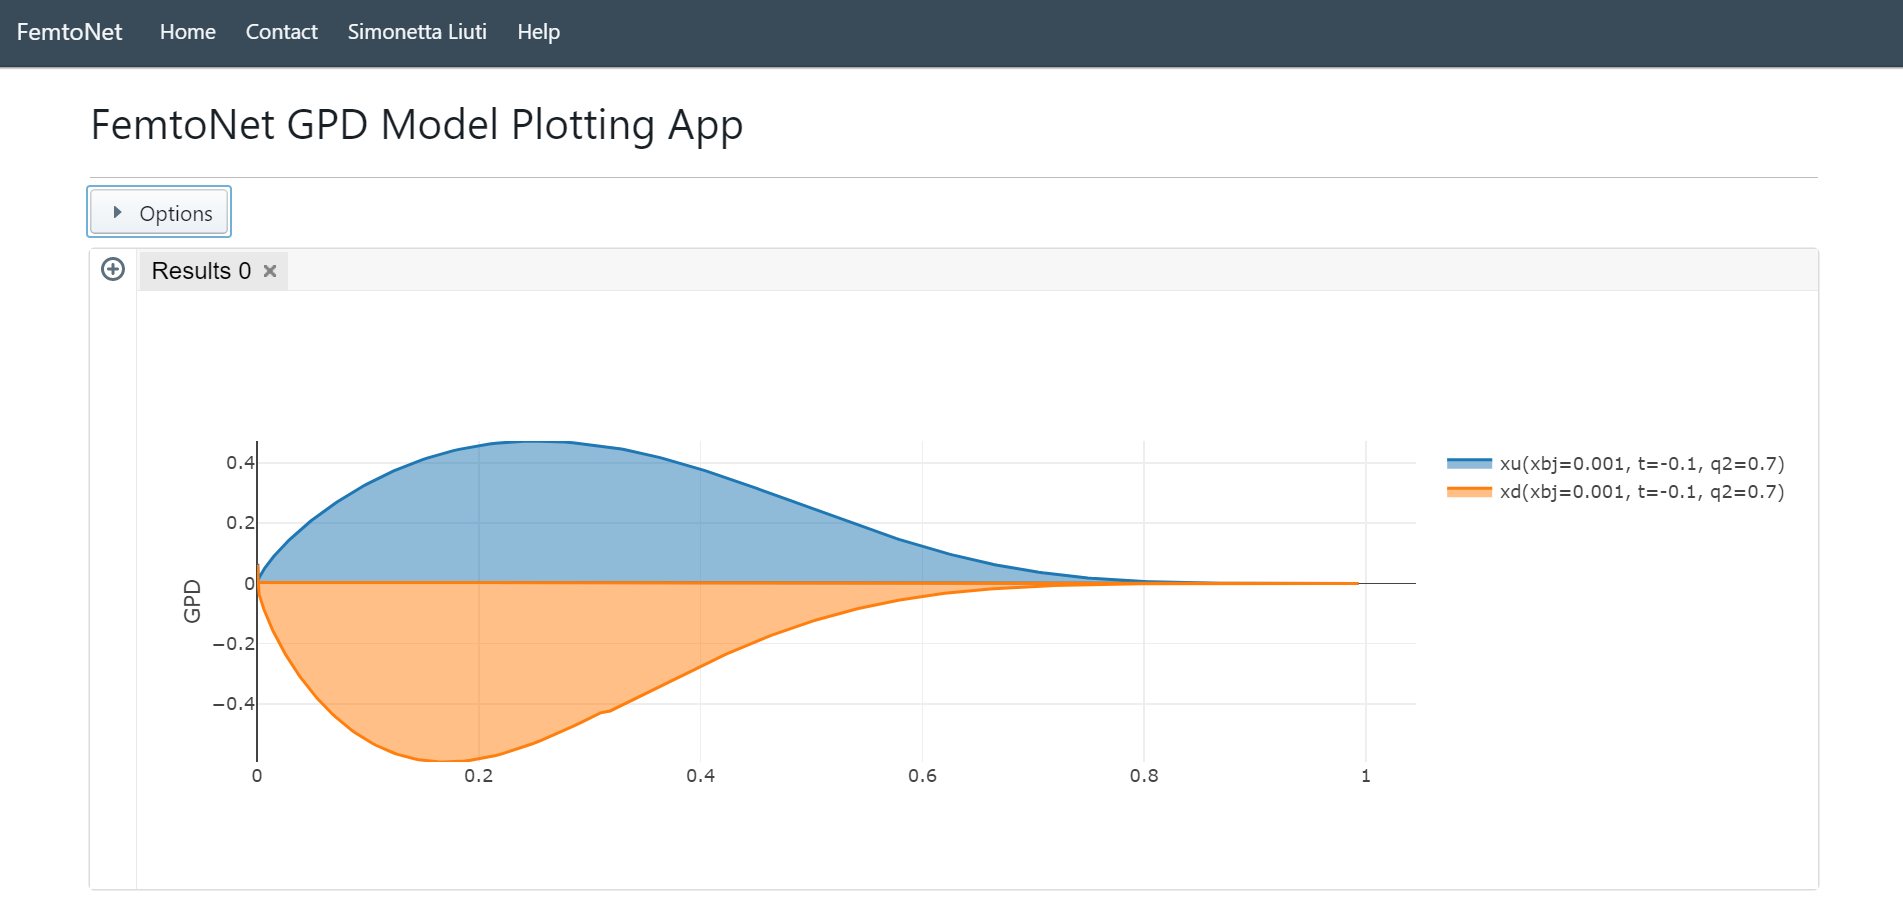 FemtoNet Home Contact Simonetta Liuti Help
FemtoNet GPD Model Plotting App
Options
Results 0
xu(xbj=0.001, t=-0.1, q2=0.7)
xd(xbj=0.001, t=-0.1, q2=0.7)
GPD
0.4
0.2
0
−0.2
−0.4
0 0.2 0.4 0.6 0.8 1